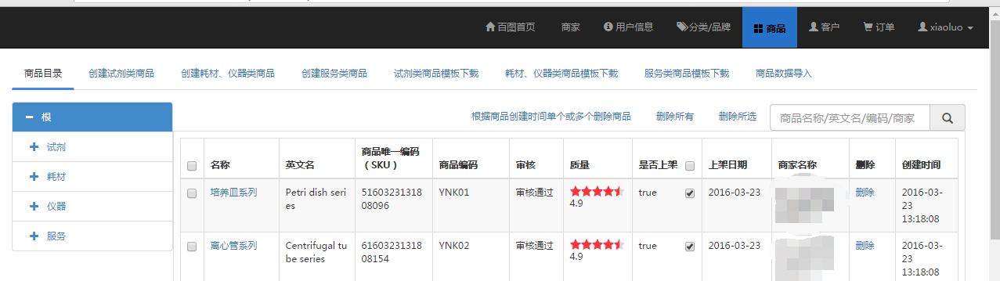 百图首页 商家 用户信息 分类/品牌 商品 客户 订单 xiaoluo
商品目录 创建试剂类商品 创建耗材、仪器类商品 创建服务类商品 试剂类商品模板下载 耗材、仪器类商品模板下载 服务类商品模板下载 商品数据导入
根
试剂
耗材
仪器
服务
根据商品创建时间单个或多个删除商品 删除所有 删除所选 商品名称/英文名/编码/商家
名称 英文名 商品唯一编码（SKU） 商品编码 审核 质量 是否上架 上架日期 商家名称 删除 创建时间
培养皿系列 Petri dish seri 51603231318 YNK01 审核通过 true 2016-03-23 删除 2016-03-
es 08096 4.9 23
13:18:08
离心管系列 Centrifugal tu 61603231318 YNK02 审核通过 true 2016-03-23 删除 2016-03-
be series 08154 4.9 23
13:18:08